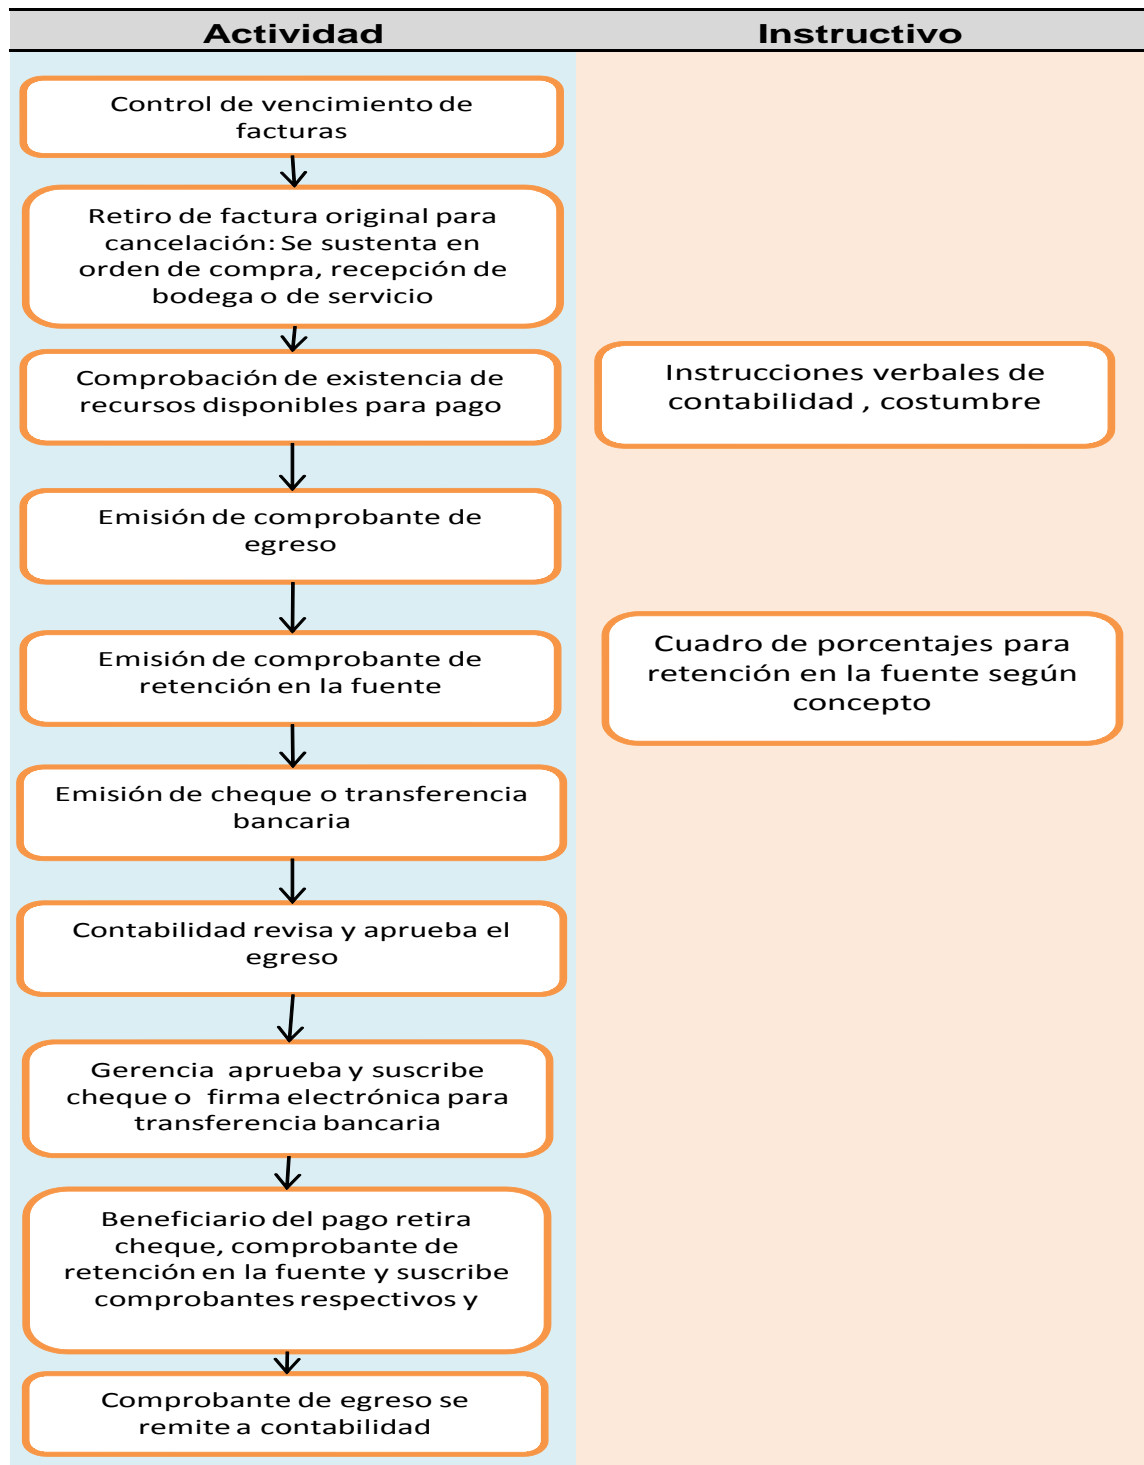 Actividad
Instructivo
Control de vencimiento de
facturas
Retiro de factura original para
cancelación: Se sustenta en
orden de compra, recepción de
bodega o de servicio
Comprobación de existencia de
recursos disponibles para pago
Instrucciones verbales de
contabilidad , costumbre
Emisión de comprobante de
egreso
Emisión de comprobante de
retención en la fuente
Cuadro de porcentajes para
retención en la fuente según
concepto
Emisión de cheque o transferencia
bancaria
Contabilidad revisa y aprueba el
egreso
Gerencia aprueba y suscribe
cheque o firma electrónica para
transferencia bancaria
Beneficiario del pago retira
cheque, comprobante de
retención en la fuente y suscribe
comprobantes respectivos y
Comprobante de egreso se
remite a contabilidad